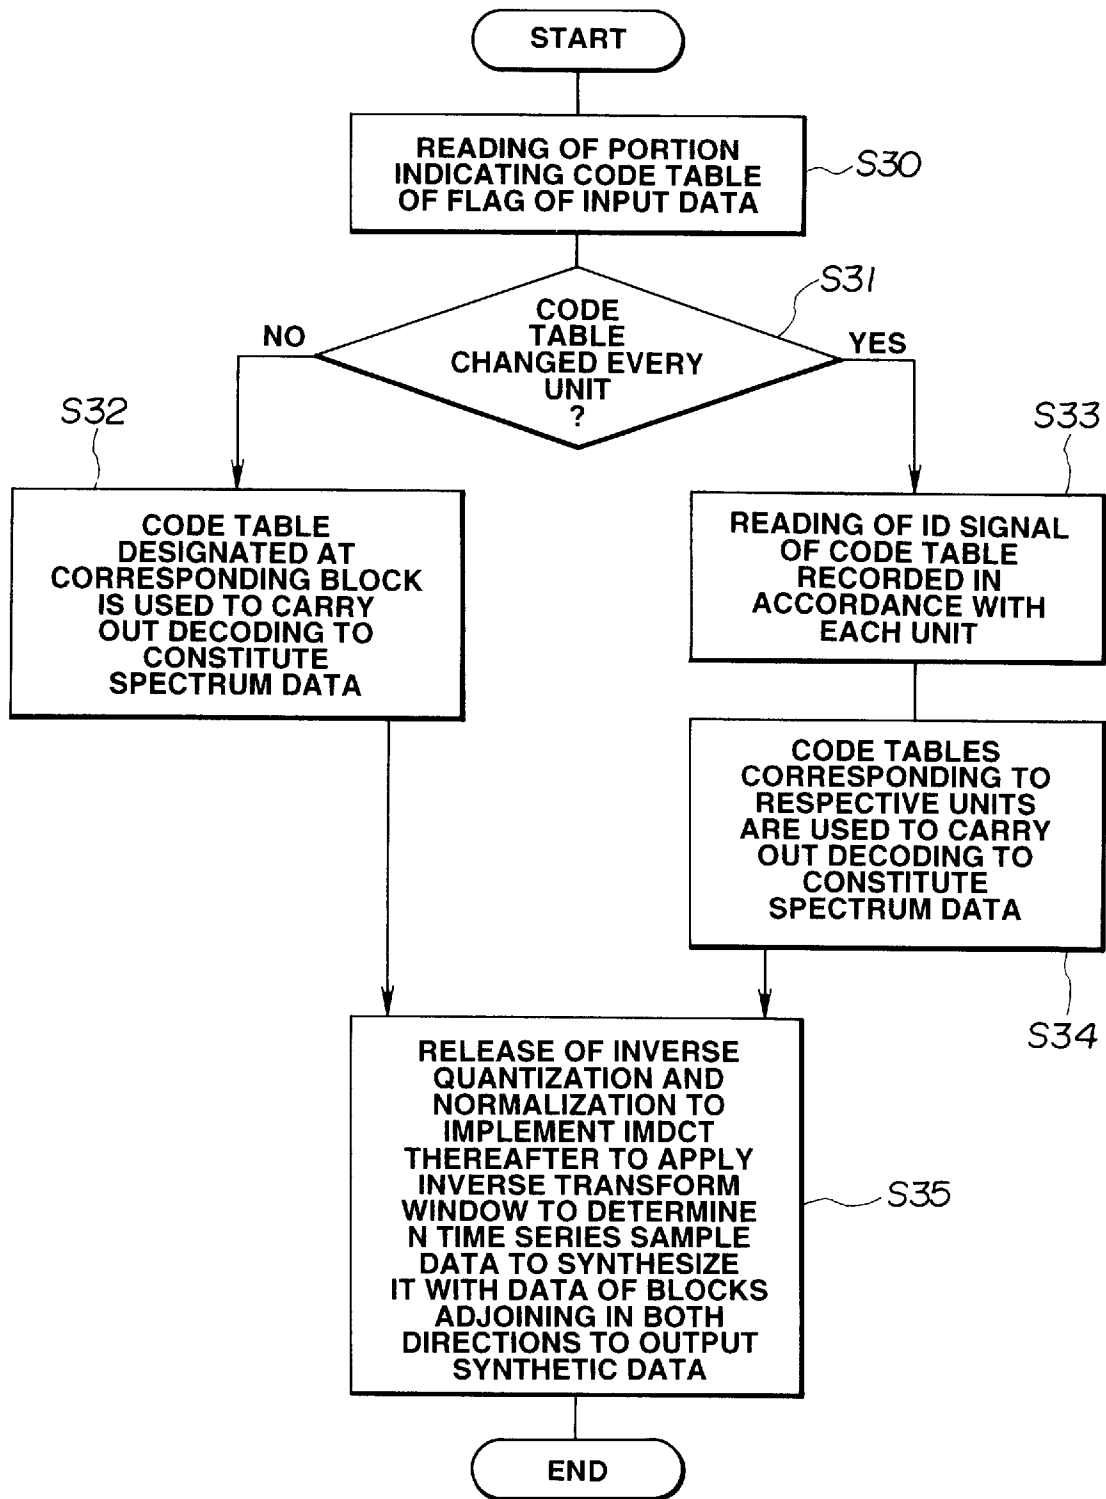 START
READING OF PORTION
INDICATING CODE TABLE
OF FLAG OF INPUT DATA
S30
S31
CODE
TABLE
CHANGED EVERY
UNIT
?
NO
YES
S32
CODE TABLE
DESIGNATED AT
CORRESPONDING BLOCK
IS USED TO CARRY
OUT DECODING TO
CONSTITUTE
SPECTRUM DATA
S33
READING OF ID SIGNAL
OF CODE TABLE
RECORDED IN
ACCORDANCE WITH
EACH UNIT
CODE TABLES
CORRESPONDING TO
RESPECTIVE UNITS
ARE USED TO CARRY
OUT DECODING TO
CONSTITUTE
SPECTRUM DATA
S34
RELEASE OF INVERSE
QUANTIZATION AND
NORMALIZATION TO
IMPLEMENT IMDCT
THEREAFTER TO APPLY
INVERSE TRANSFORM
WINDOW TO DETERMINE
N TIME SERIES SAMPLE
DATA TO SYNTHESIZE
IT WITH DATA OF BLOCKS
ADJOINING IN BOTH
DIRECTIONS TO OUTPUT
SYNTHETIC DATA
S35
END